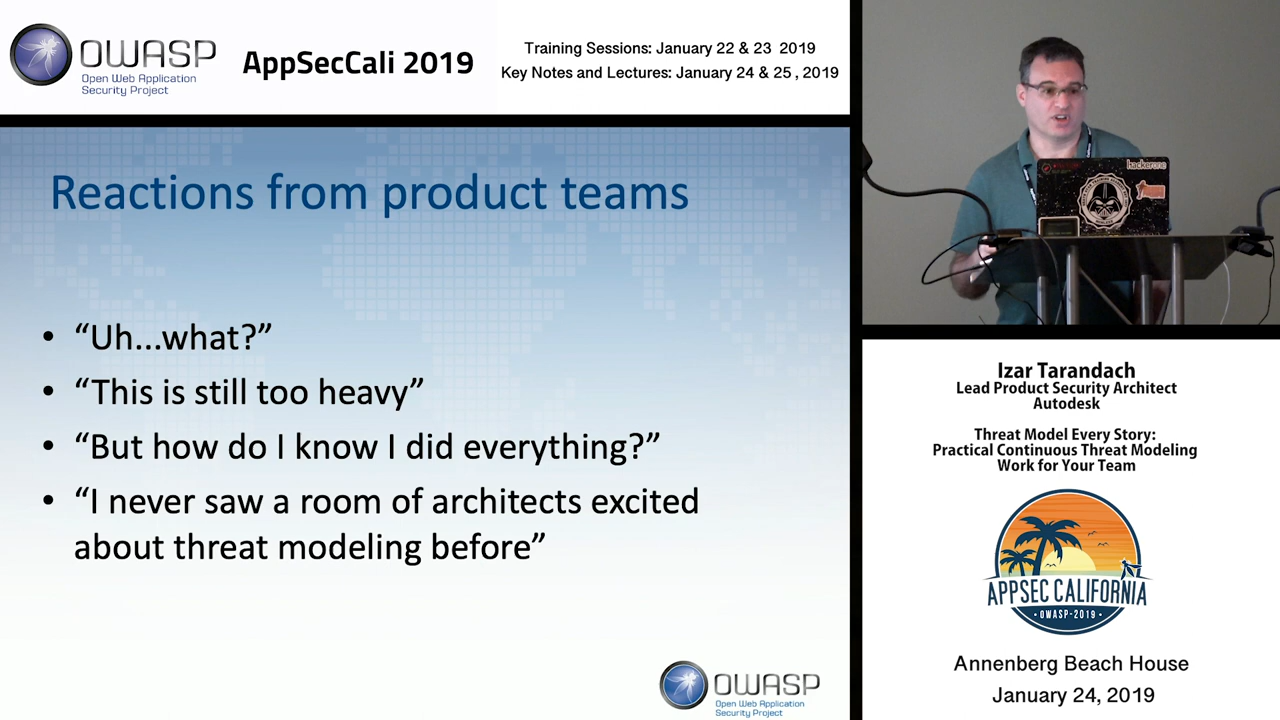 OWASP
Open Web Application
Security Project
AppSecCali 2019
Training Sessions: January 22 & 23 2019
Key Notes and Lectures: January 24 & 25 , 2019
Reactions from product teams
• “Uh...what?”
• “This is still too heavy”
• “But how do I know I did everything?”
• “I never saw a room of architects excited
about threat modeling before”
OWASP
Open Web Application
Security Project
hackerone
Izar Tarandach
Lead Product Security Architect
Autodesk
Threat Model Every Story:
Practical Continuous Threat Modeling
Work for Your Team
APPSEC CALIFORNIA
• OWASP-2019 •
Annenberg Beach House
January 24, 2019